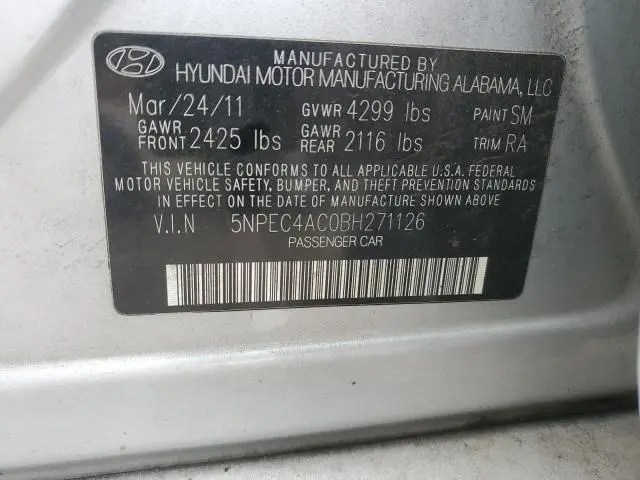 MANUFACTURED BY
HYUNDAI MOTOR MANUFACTURING ALABAMA, LLC
Mar/24/11 GVWR 4299 lbs PAINT SM
GAWR FRONT 2425 lbs GAWR REAR 2116 lbs TRIM RA
THIS VEHICLE CONFORMS TO ALL APPLICABLE U.S.A. FEDERAL
MOTOR VEHICLE SAFETY, BUMPER, AND THEFT PREVENTION STANDARDS
IN EFFECT ON THE DATE OF MANUFACTURE SHOWN ABOVE
V.I.N 5NPEC4AC0BH271126
PASSENGER CAR